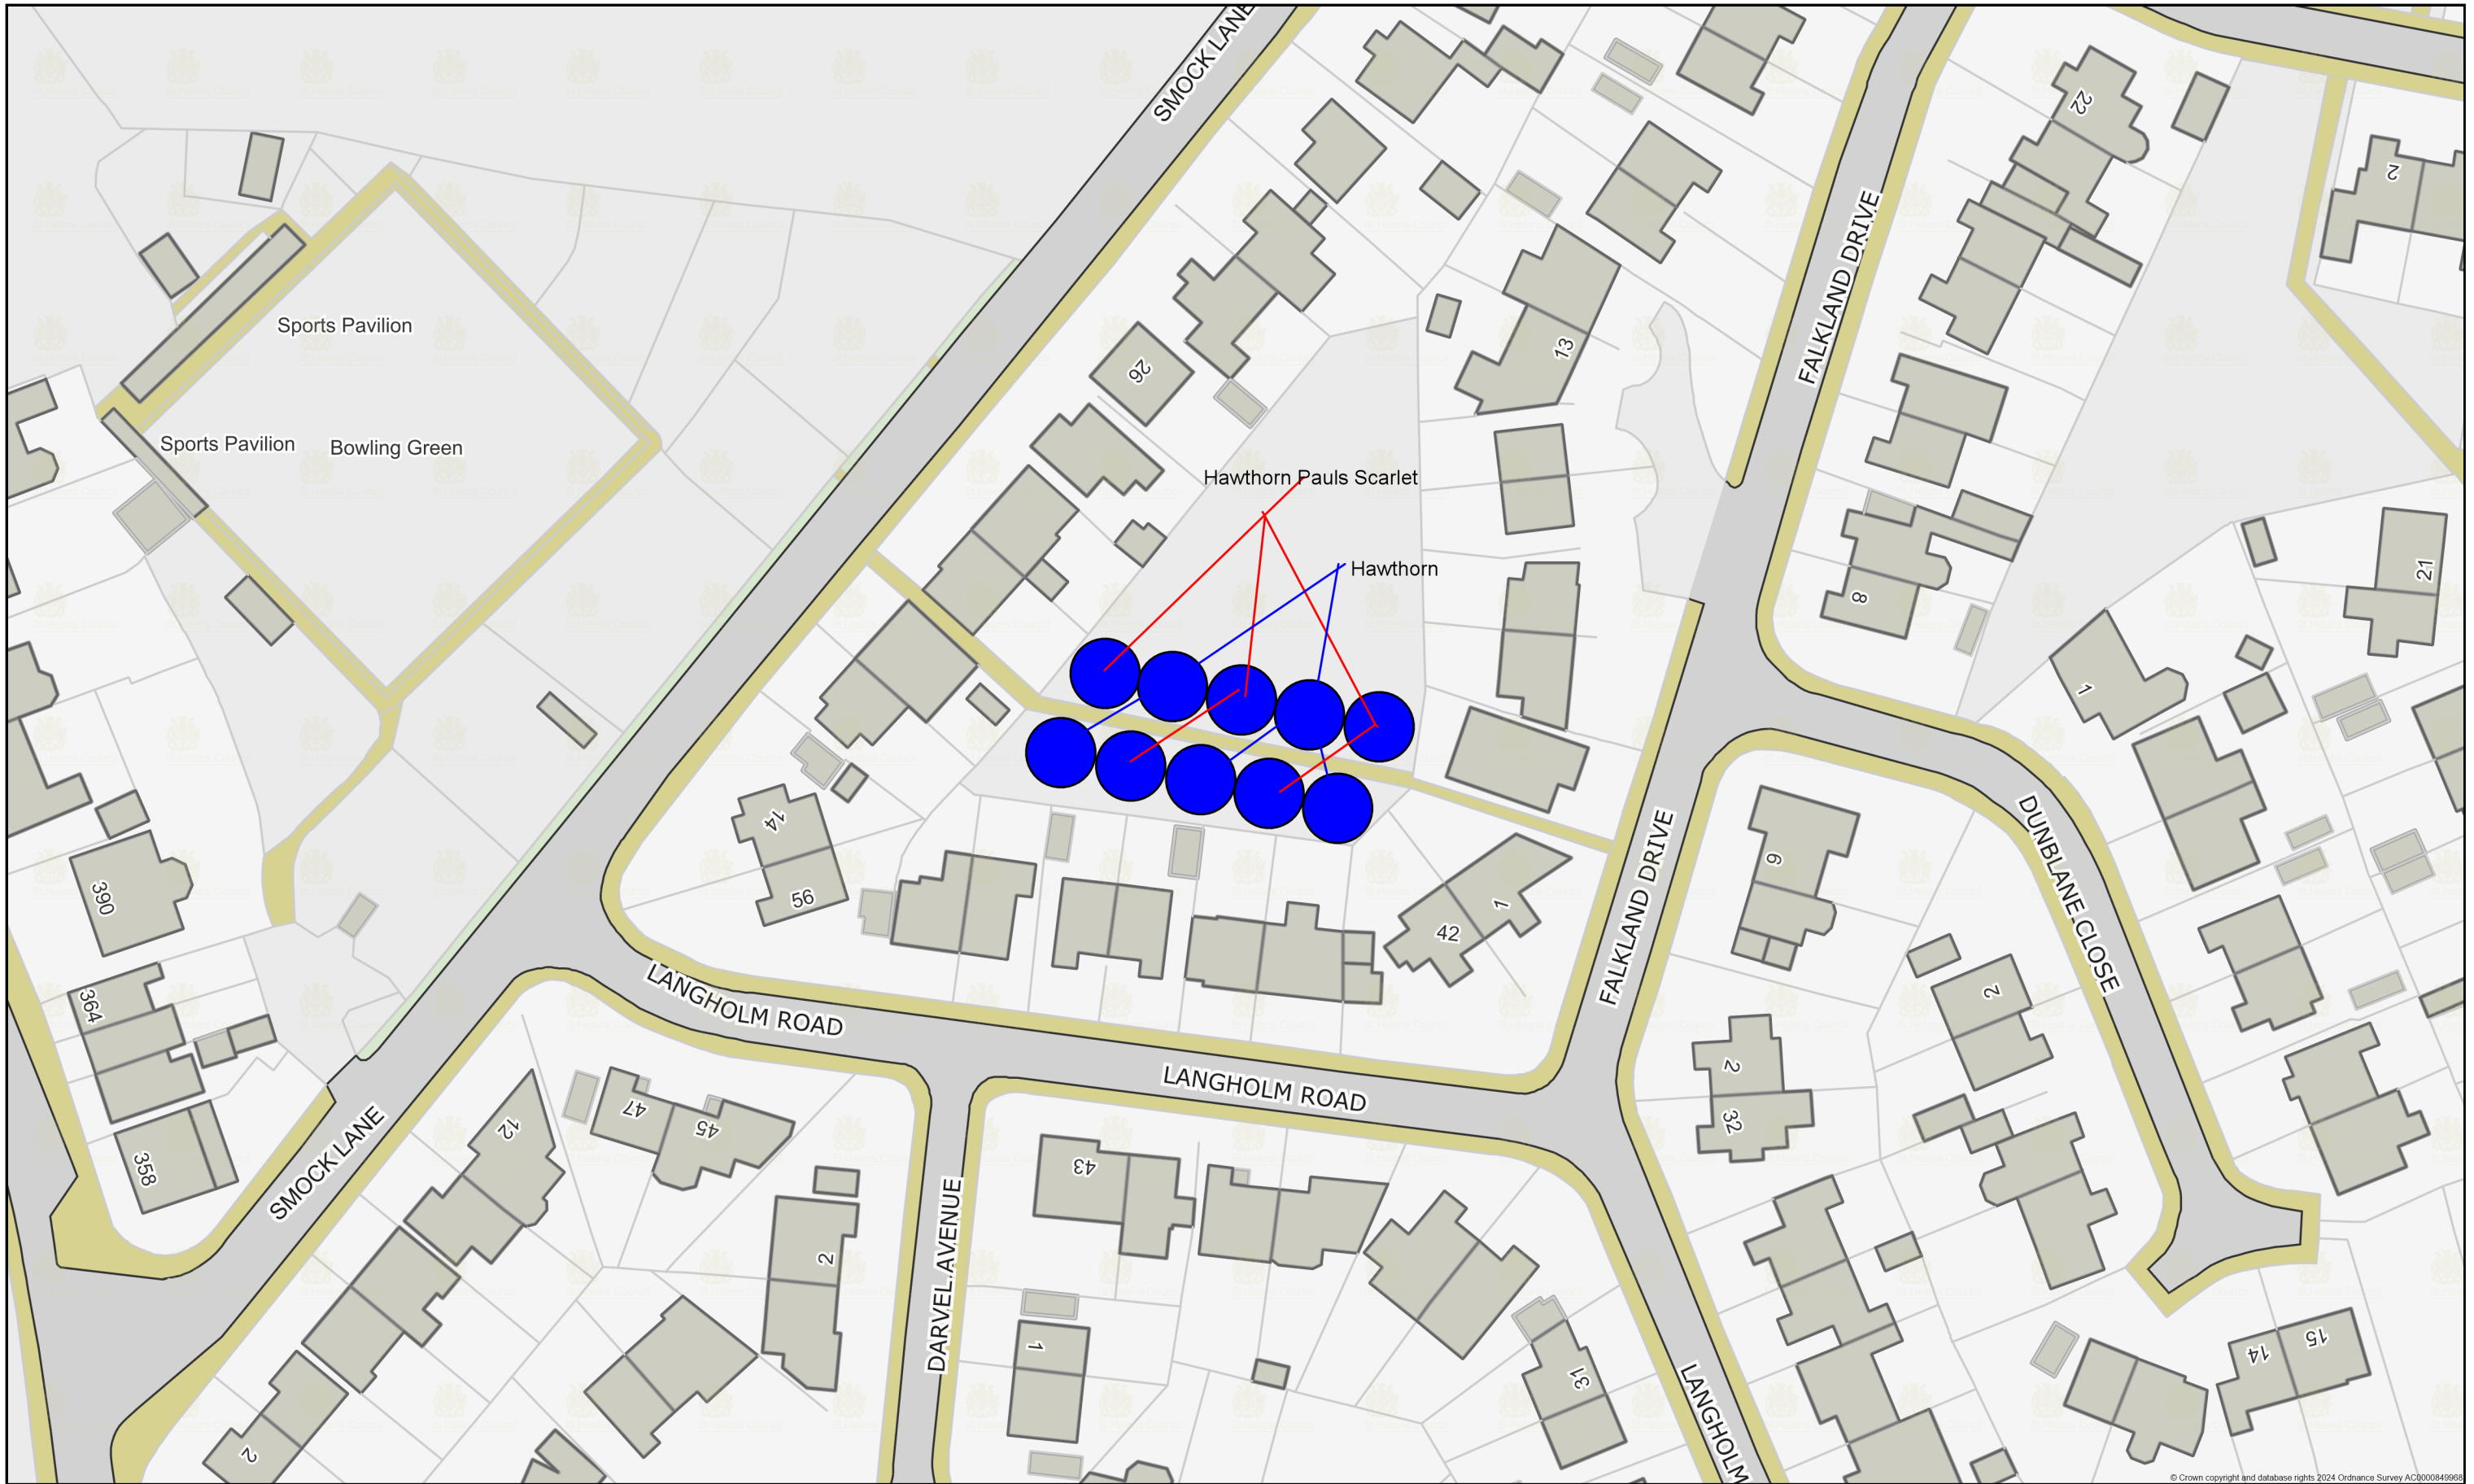 SMOCK LANE
22
2
FALKLAND DRIVE
Sports Pavilion
13
26
Sports Pavilion
Bowling Green
Hawthorn Pauls Scarlet
Hawthorn
21
8
1
14
9
DUNBLANE CLOSE
390
56
42
1
FALKLAND DRIVE
LANGHOLM ROAD
364
2
LANGHOLM ROAD
2
32
12
47
45
43
358
SMOCK LANE
DARVEL AVENUE
2
1
31
14
15
LANGHOLM
2
© Crown copyright and database rights 2024 Ordnance Survey AC0000849968